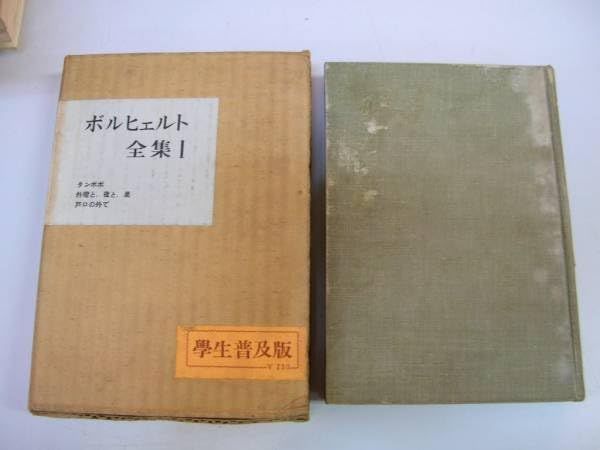 ボルヒェルト
全集 I
タンポポ
外燈と、夜と、星
戸口の外で
學生普及版